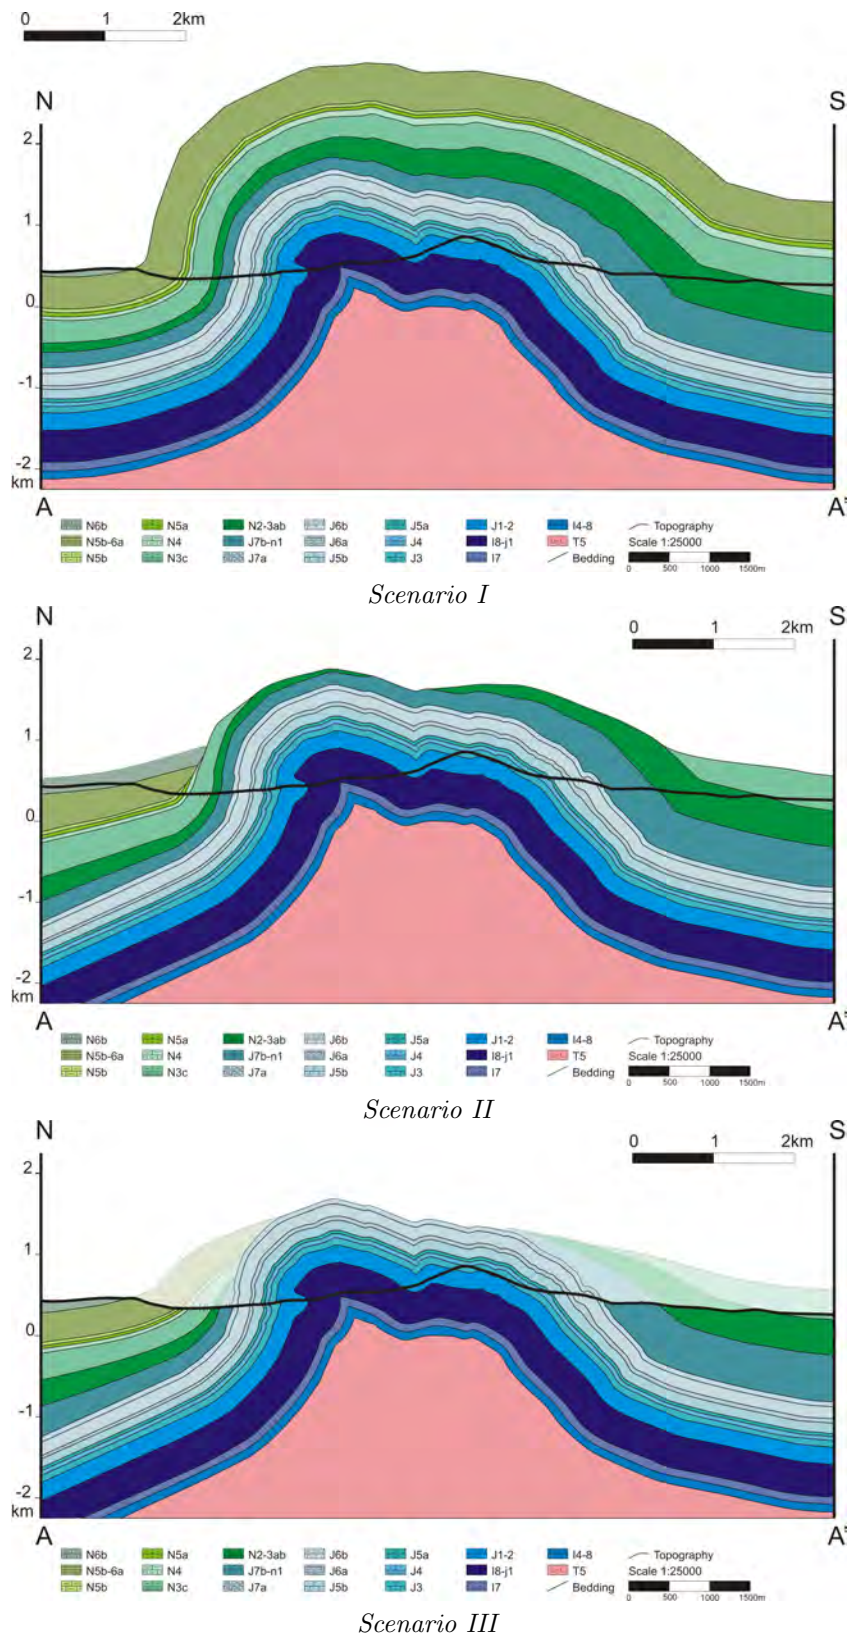 0 1 2km
N S
2
1
0
-1
-2
km
A A'
N6b N5a N2-3ab J6b J5a J1-2 I4-8 Topography
N5b-6a N4 J7b-n1 J6a J4 I8-j1 T5 Scale 1:25000
N5b N3c J7a J5b J3 I7 Bedding
0 500 1000 1500m
Scenario I
N S
0 1 2km
2
1
0
-1
-2
km
A A'
N6b N5a N2-3ab J6b J5a J1-2 I4-8 Topography
N5b-6a N4 J7b-n1 J6a J4 I8-j1 T5 Scale 1:25000
N5b N3c J7a J5b J3 I7 Bedding
0 500 1000 1500m
Scenario II
N S
0 1 2km
2
1
0
-1
-2
km
A A'
N6b N5a N2-3ab J6b J5a J1-2 I4-8 Topography
N5b-6a N4 J7b-n1 J6a J4 I8-j1 T5 Scale 1:25000
N5b N3c J7a J5b J3 I7 Bedding
0 500 1000 1500m
Scenario III